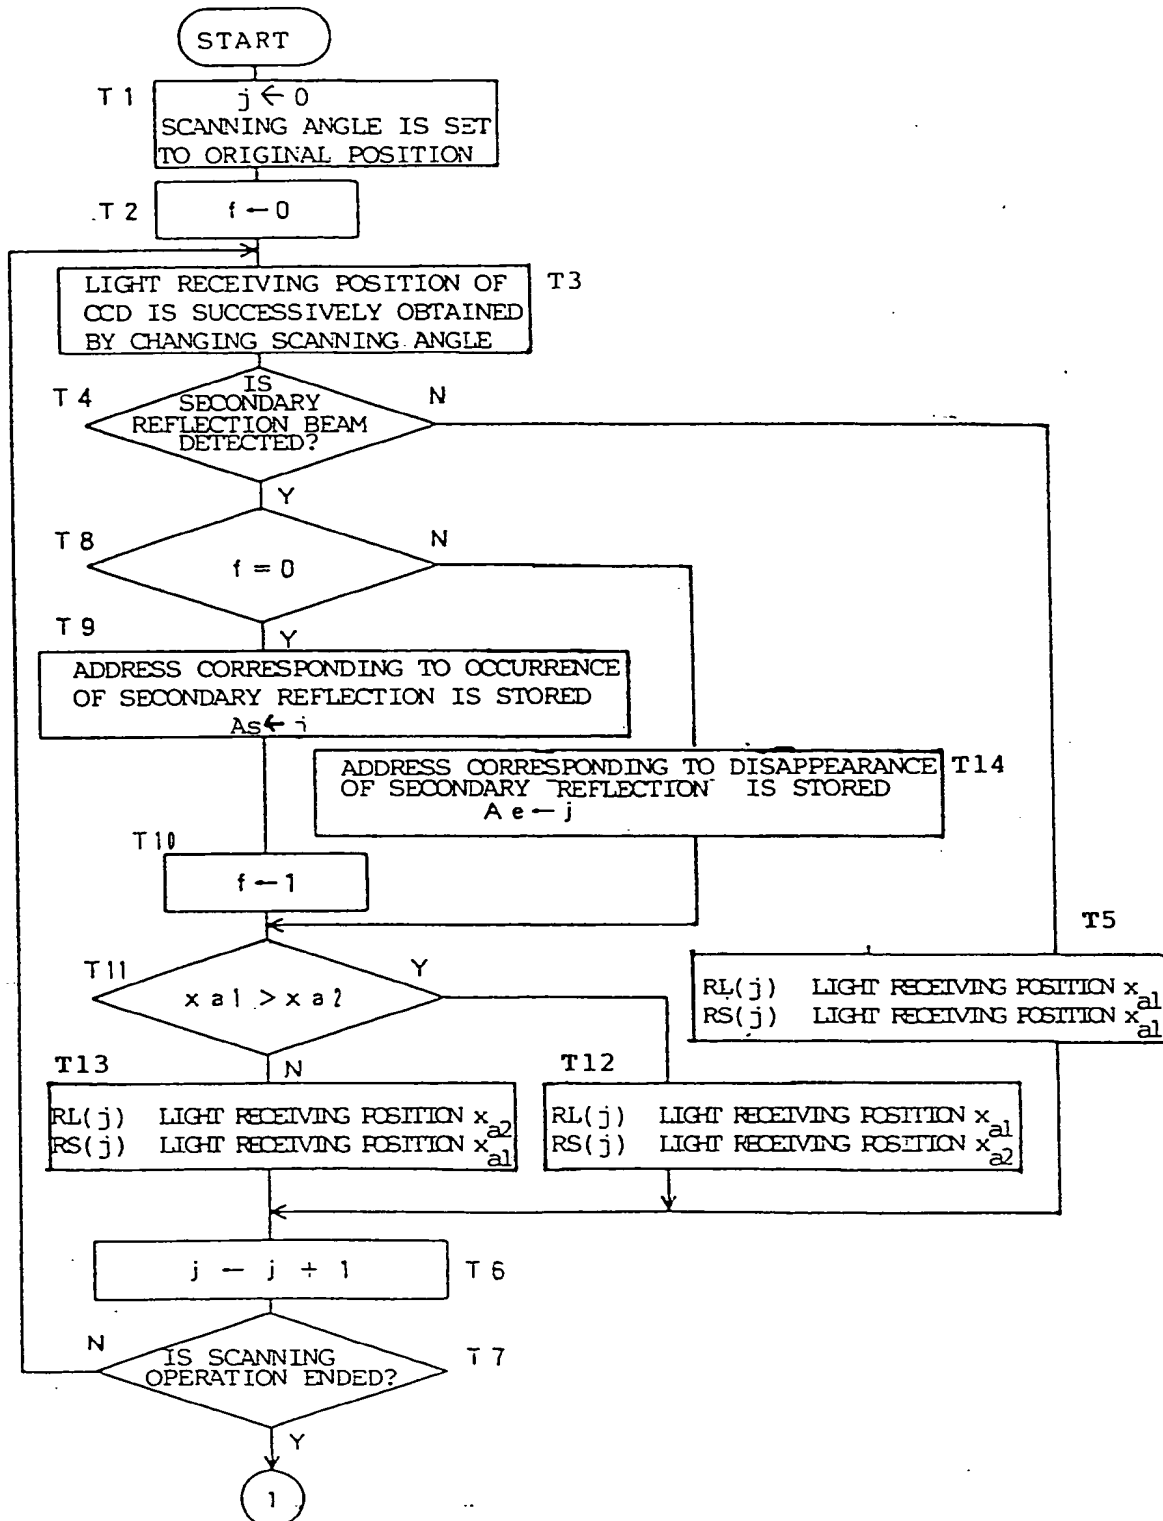 START
T1
j ← 0
SCANNING ANGLE IS SET
TO ORIGINAL POSITION
T2
f ← 0
LIGHT RECEIVING POSITION OF
CCD IS SUCCESSIVELY OBTAINED
BY CHANGING SCANNING ANGLE
T3
T4
IS
SECONDARY
REFLECTION BEAM
DETECTED?
N
Y
T8
f = 0
N
Y
T9
ADDRESS CORRESPONDING TO OCCURRENCE
OF SECONDARY REFLECTION IS STORED
As ← j
ADDRESS CORRESPONDING TO DISAPPEARANCE
OF SECONDARY REFLECTION IS STORED
Ae ← j
T14
T10
f ← 1
T11
xa1 > xa2
Y
N
T5
RL(j) LIGHT RECEIVING POSITION xa1
RS(j) LIGHT RECEIVING POSITION xa1
T13
RL(j) LIGHT RECEIVING POSITION xa2
RS(j) LIGHT RECEIVING POSITION xa1
T12
RL(j) LIGHT RECEIVING POSITION xa1
RS(j) LIGHT RECEIVING POSITION xa2
j ← j + 1
T6
N
IS SCANNING
OPERATION ENDED?
T7
Y
1